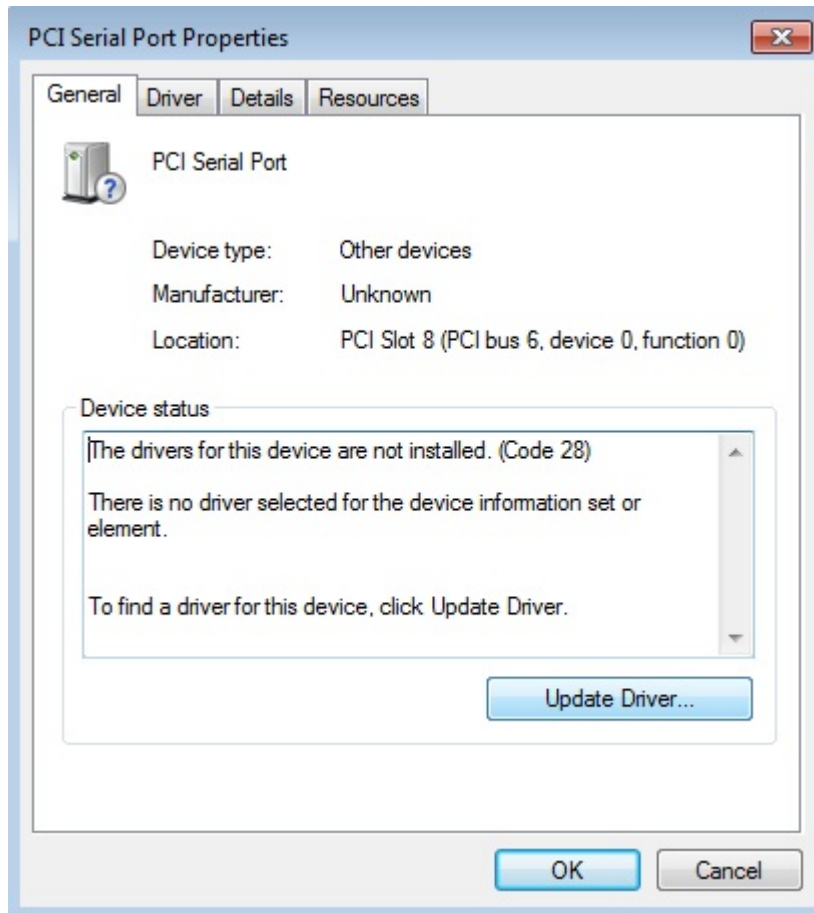 PCI Serial Port Properties
General Driver Details Resources
PCI Serial Port
Device type: Other devices
Manufacturer: Unknown
Location: PCI Slot 8 (PCI bus 6, device 0, function 0)
Device status
The drivers for this device are not installed. (Code 28)
There is no driver selected for the device information set or
element.
To find a driver for this device, click Update Driver.
Update Driver...
OK Cancel